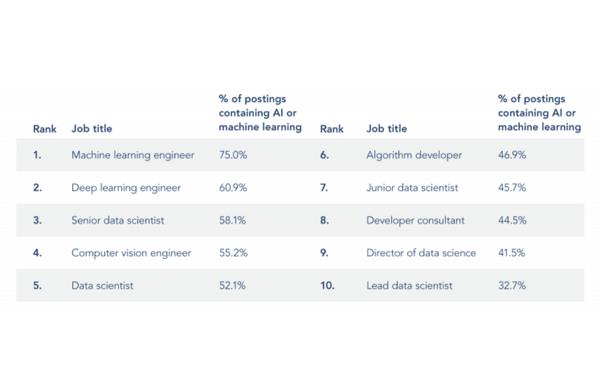 Rank Job title % of postings containing AI or machine learning Rank Job title % of postings containing AI or machine learning
1. Machine learning engineer 75.0% 6. Algorithm developer 46.9%
2. Deep learning engineer 60.9% 7. Junior data scientist 45.7%
3. Senior data scientist 58.1% 8. Developer consultant 44.5%
4. Computer vision engineer 55.2% 9. Director of data science 41.5%
5. Data scientist 52.1% 10. Lead data scientist 32.7%